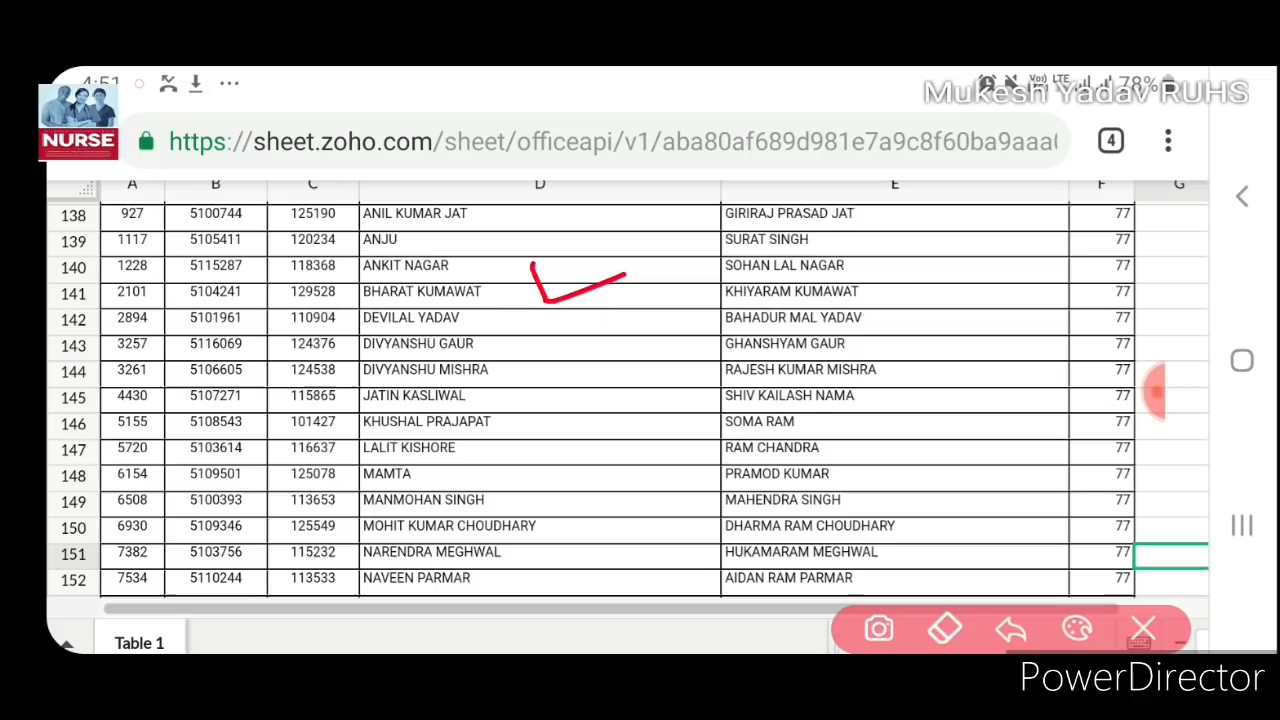 4:51
78%
Mukesh Yadav RUHS
NURSE
https://sheet.zoho.com/sheet/officeapi/v1/aba80af689d981e7a9c8f60ba9aaa
4
A B C D E F G
138 927 5100744 125190 ANIL KUMAR JAT GIRIRAJ PRASAD JAT 77
139 1117 5105411 120234 ANJU SURAT SINGH 77
140 1228 5115287 118368 ANKIT NAGAR SOHAN LAL NAGAR 77
141 2101 5104241 129528 BHARAT KUMAWAT KHIYARAM KUMAWAT 77
142 2894 5101961 110904 DEVILAL YADAV BAHADUR MAL YADAV 77
143 3257 5116069 124376 DIVYANSHU GAUR GHANSHYAM GAUR 77
144 3261 5106605 124538 DIVYANSHU MISHRA RAJESH KUMAR MISHRA 77
145 4430 5107271 115865 JATIN KASLIWAL SHIV KAILASH NAMA 77
146 5155 5108543 101427 KHUSHAL PRAJAPAT SOMA RAM 77
147 5720 5103614 116637 LALIT KISHORE RAM CHANDRA 77
148 6154 5109501 125078 MAMTA PRAMOD KUMAR 77
149 6508 5100393 113653 MANMOHAN SINGH MAHENDRA SINGH 77
150 6930 5109346 125549 MOHIT KUMAR CHOUDHARY DHARMA RAM CHOUDHARY 77
151 7382 5103756 115232 NARENDRA MEGHWAL HUKAMARAM MEGHWAL 77
152 7534 5110244 113533 NAVEEN PARMAR AIDAN RAM PARMAR 77
Table 1
PowerDirector